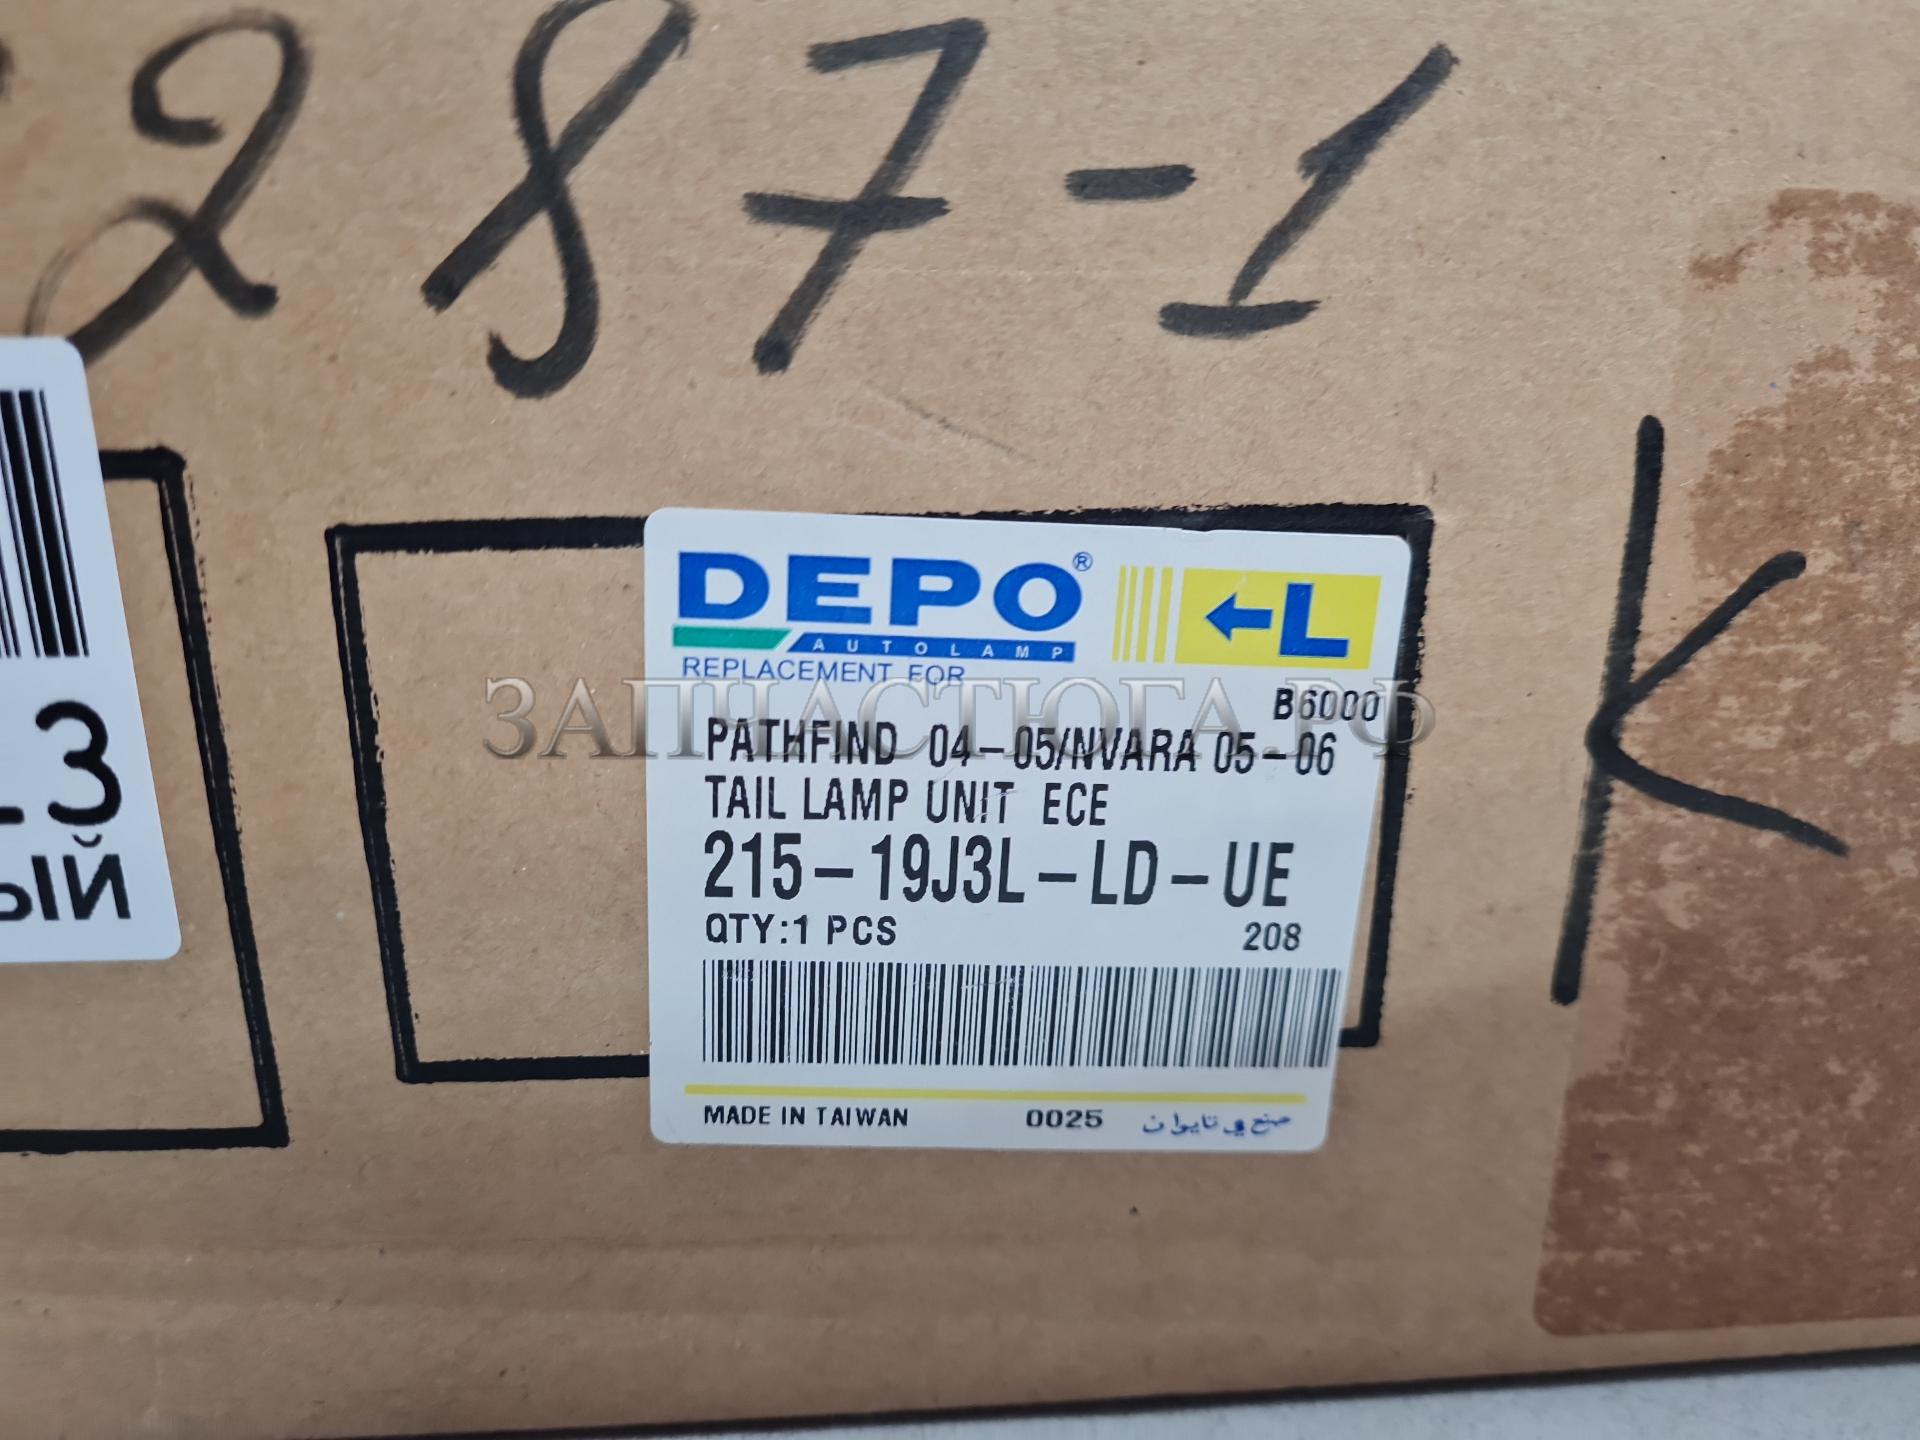 287-1
K
3
ЫЙ
DEPO®
AUTOLAMP
←L
REPLACEMENT FOR
ЗАПЧАСТЮГА.РФ
B6000
PATHFIND 04-05/NVARA 05-06
TAIL LAMP UNIT ECE
215-19J3L-LD-UE
QTY:1 PCS 208
MADE IN TAIWAN 0025 صنع في تايوان